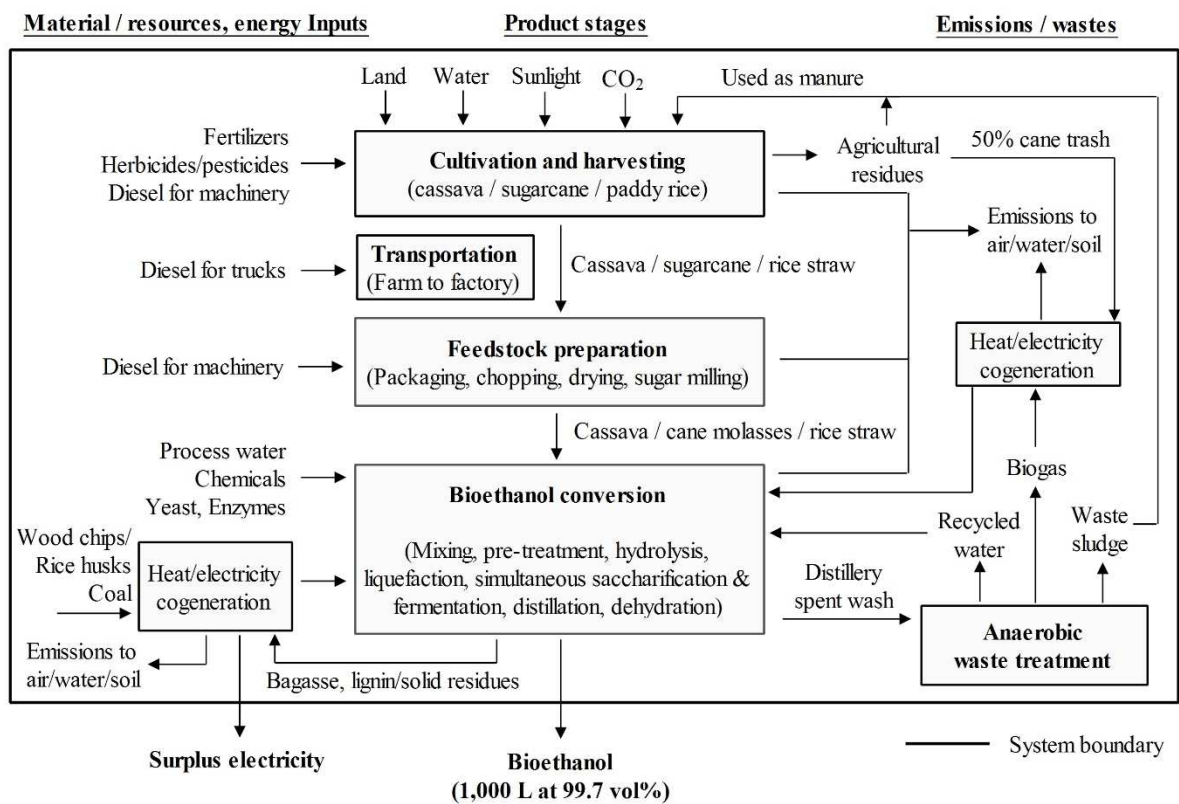 Material / resources, energy Inputs
Product stages
Emissions / wastes
Land
Water
Sunlight
CO₂
Used as manure
Fertilizers
Herbicides/pesticides
Diesel for machinery
Cultivation and harvesting
(cassava / sugarcane / paddy rice)
Agricultural
residues
50% cane trash
Emissions to
air/water/soil
Diesel for trucks
Transportation
(Farm to factory)
Cassava / sugarcane / rice straw
Diesel for machinery
Feedstock preparation
(Packaging, chopping, drying, sugar milling)
Heat/electricity
cogeneration
Cassava / cane molasses / rice straw
Process water
Chemicals
Yeast, Enzymes
Bioethanol conversion
(Mixing, pre-treatment, hydrolysis,
liquefaction, simultaneous saccharification &
fermentation, distillation, dehydration)
Biogas
Recycled
water
Waste
sludge
Wood chips/
Rice husks
Coal
Heat/electricity
cogeneration
Distillery
spent wash
Anaerobic
waste treatment
Emissions to
air/water/soil
Bagasse, lignin/solid residues
Surplus electricity
Bioethanol
(1,000 L at 99.7 vol%)
System boundary